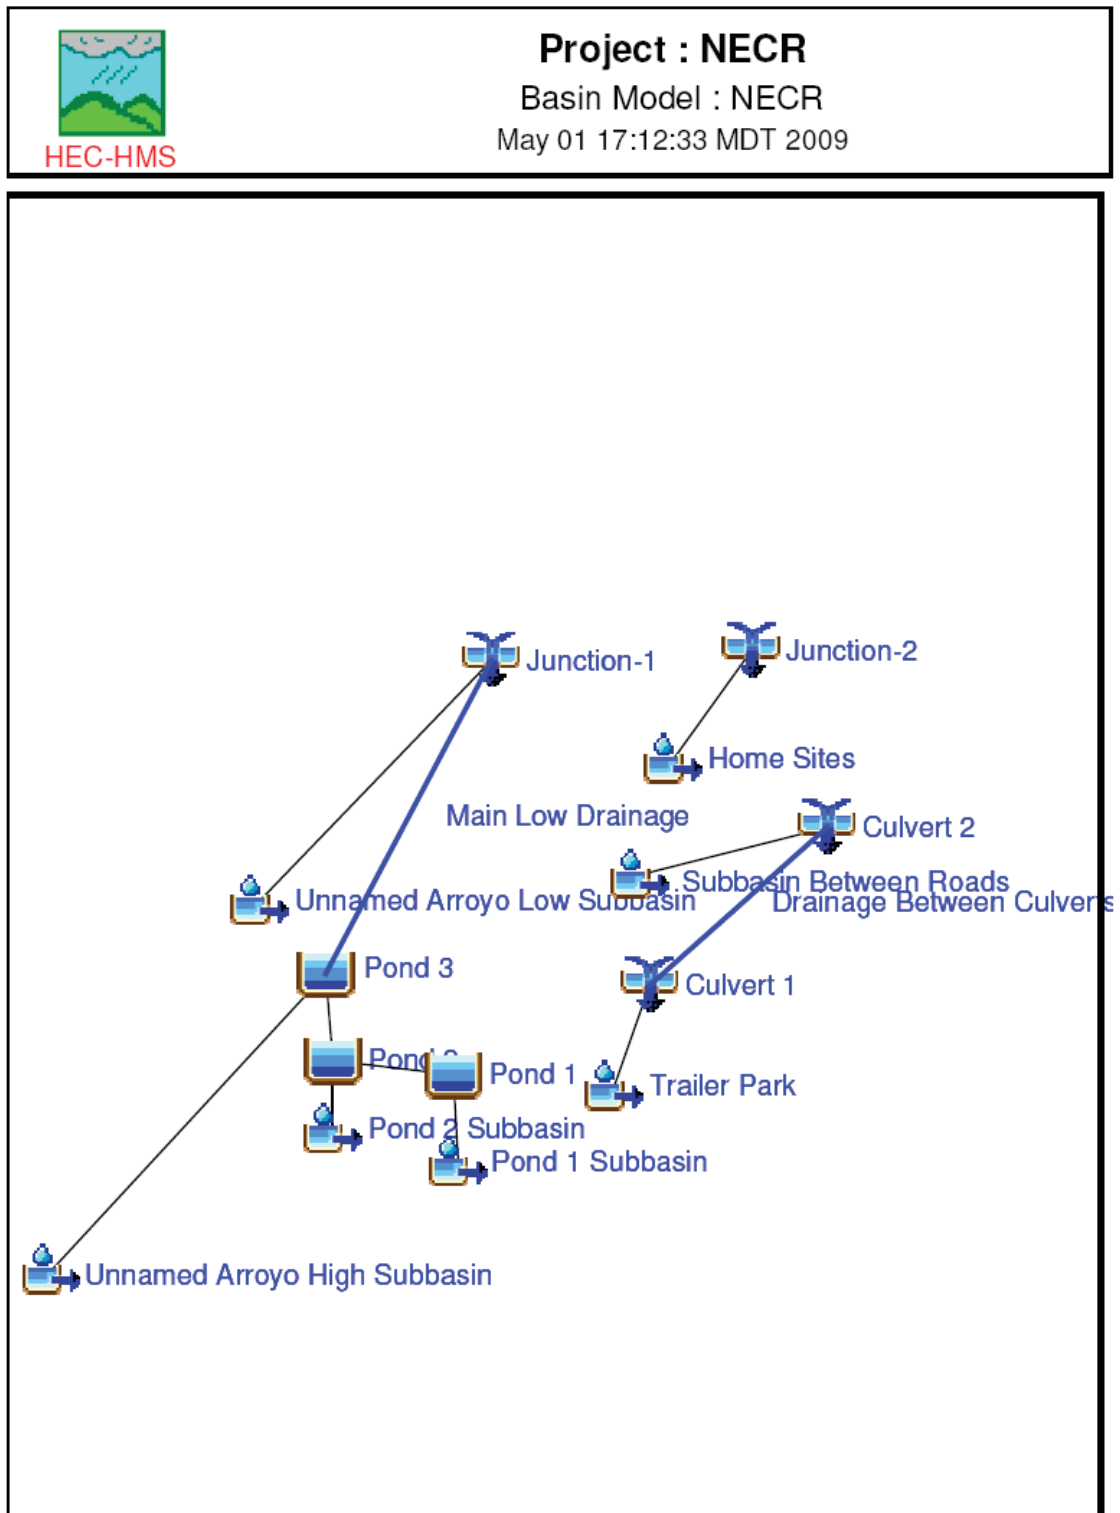 Project : NECR
Basin Model : NECR
May 01 17:12:33 MDT 2009
HEC-HMS
Junction-1
Junction-2
Home Sites
Main Low Drainage
Culvert 2
Subbasin Between Roads
Unnamed Arroyo Low Subbasin
Drainage Between Culverts
Pond 3
Culvert 1
Pond 2
Pond 1
Trailer Park
Pond 2 Subbasin
Pond 1 Subbasin
Unnamed Arroyo High Subbasin